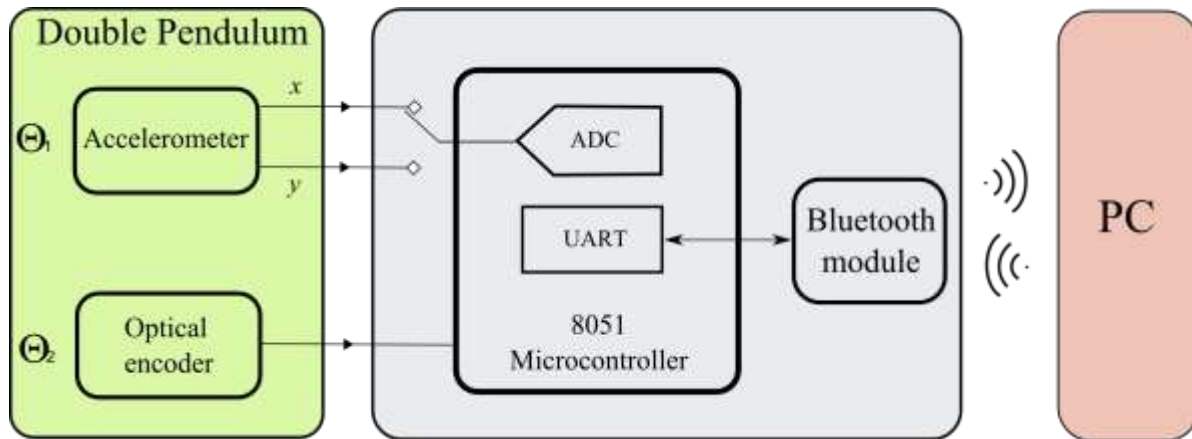 Double Pendulum
Θ₁
Accelerometer
x
y
ADC
UART
8051
Microcontroller
Bluetooth
module
PC
Θ₂
Optical
encoder